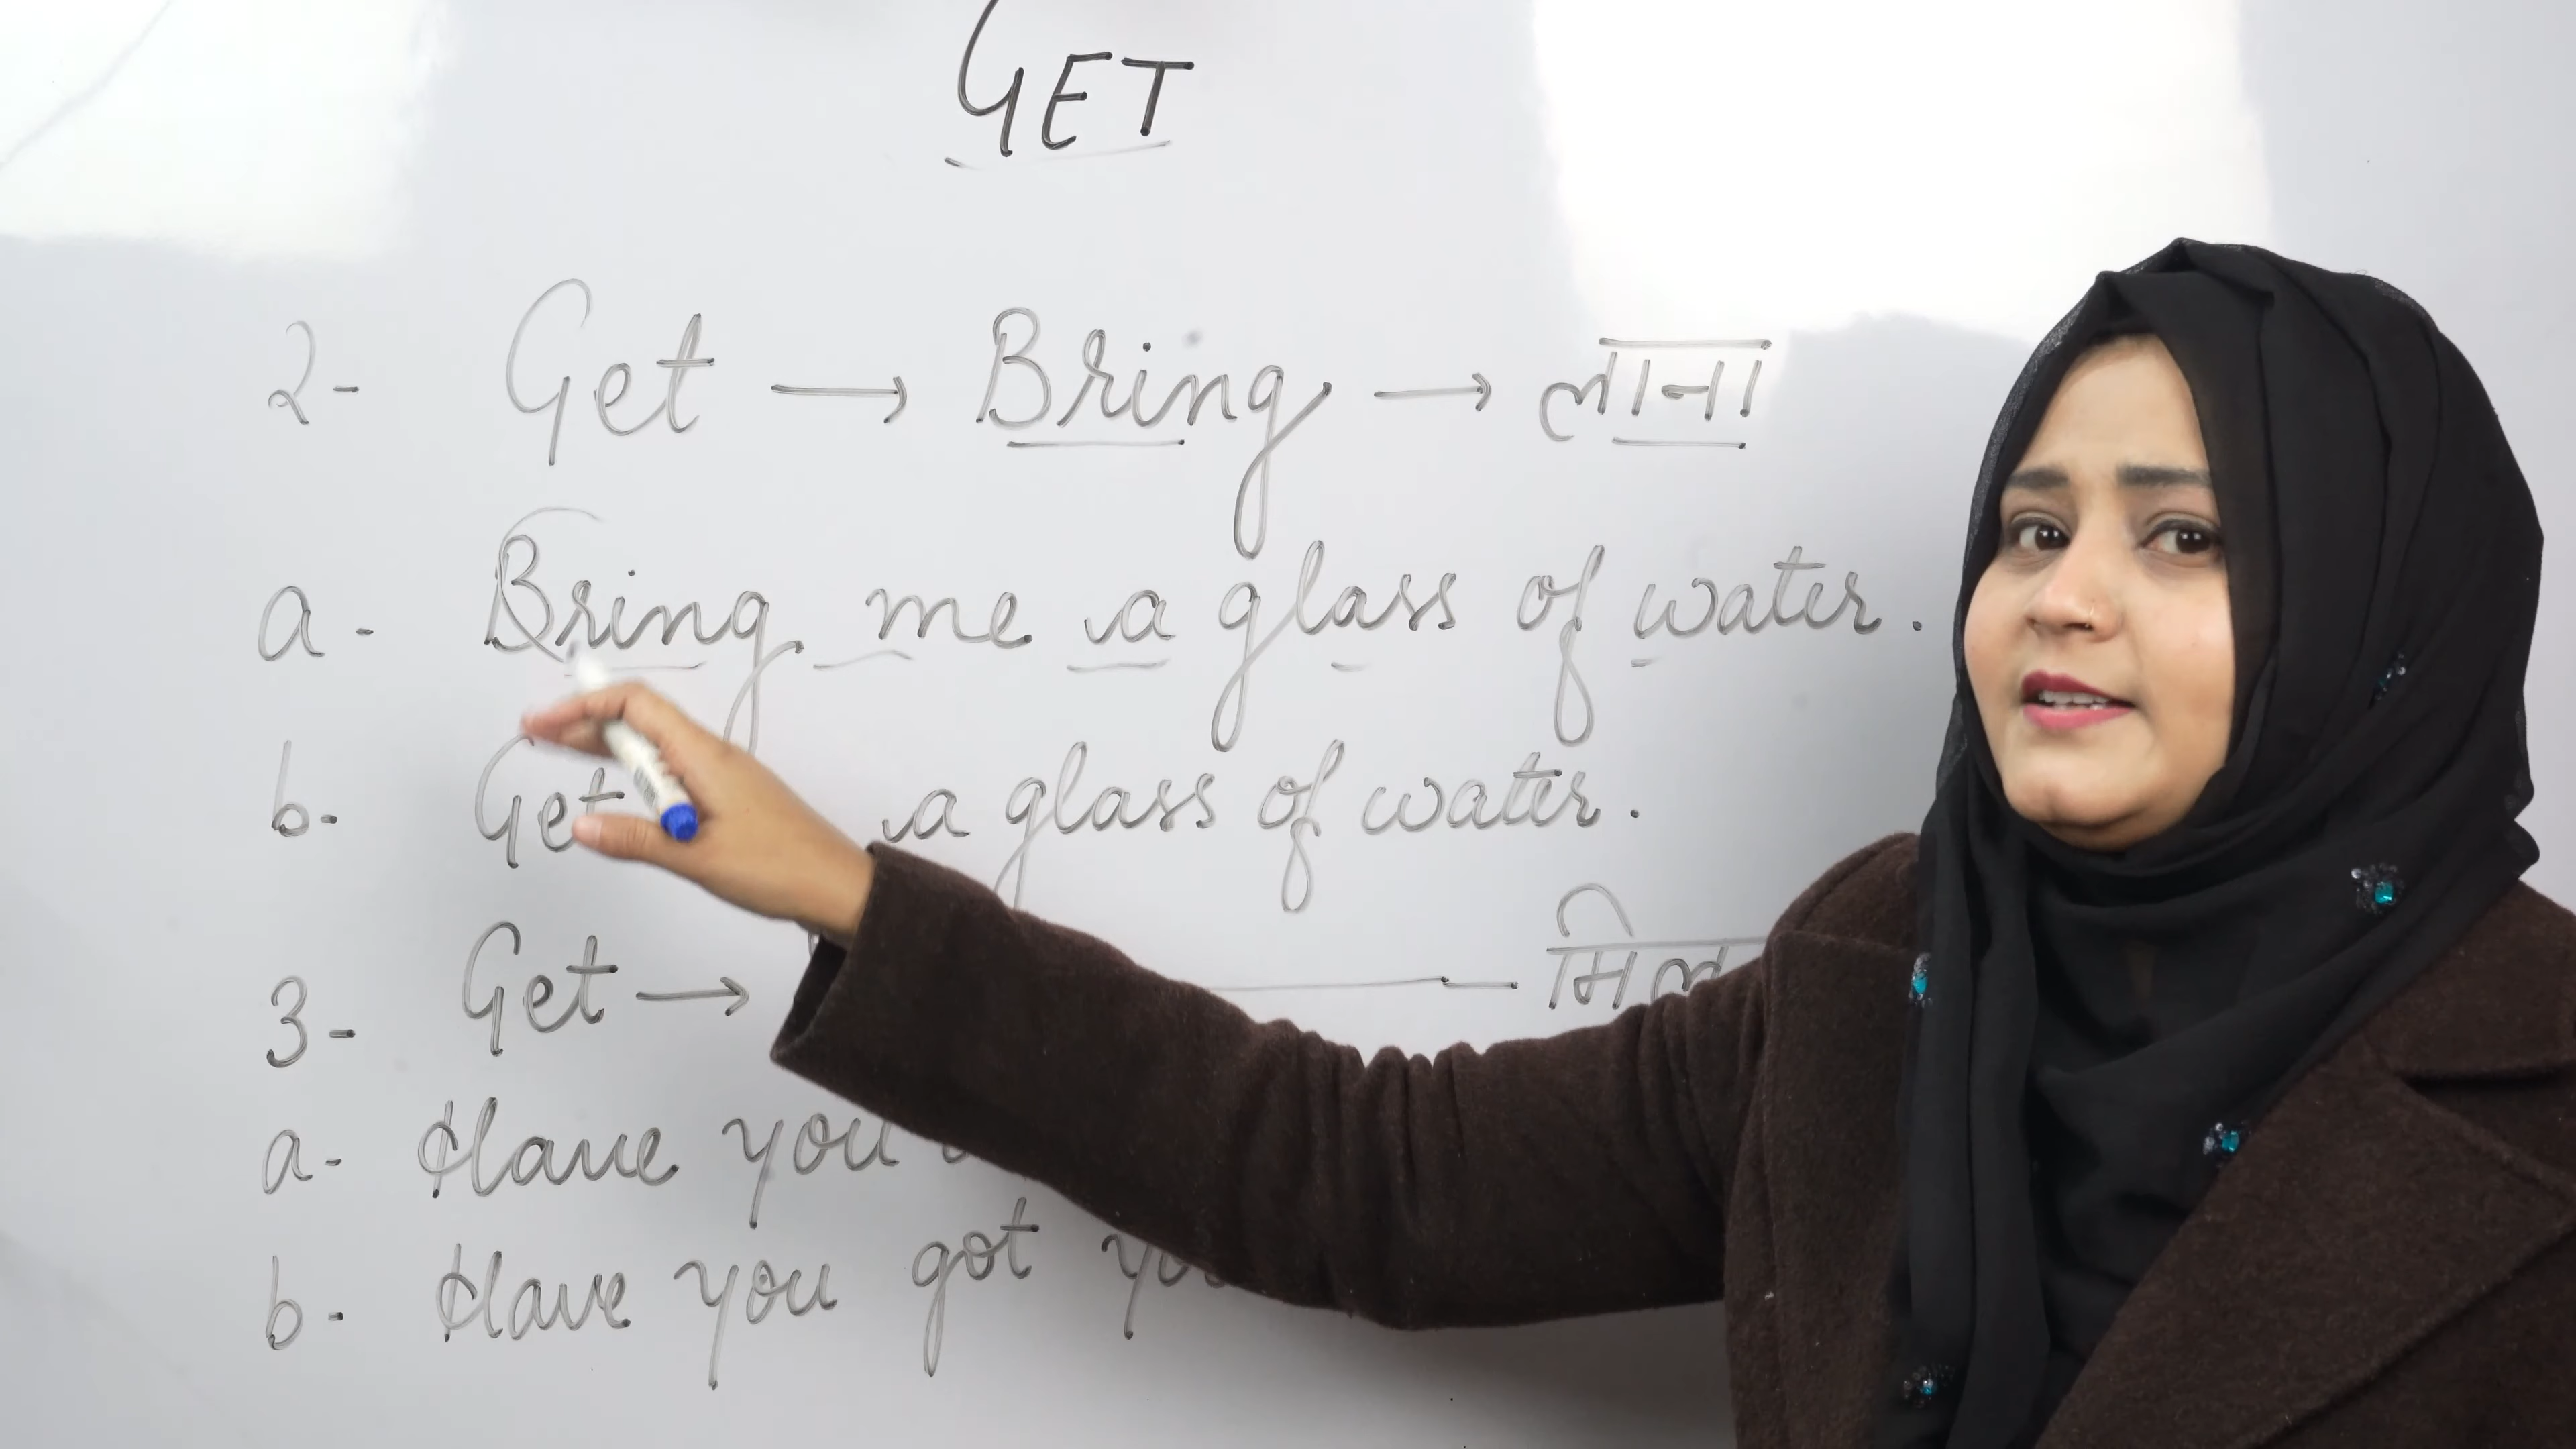 GET
2- Get → Bring → लाना
a- Bring me a glass of water.
b- Get a glass of water.
3- Get →
a- Have you
b- Have you got